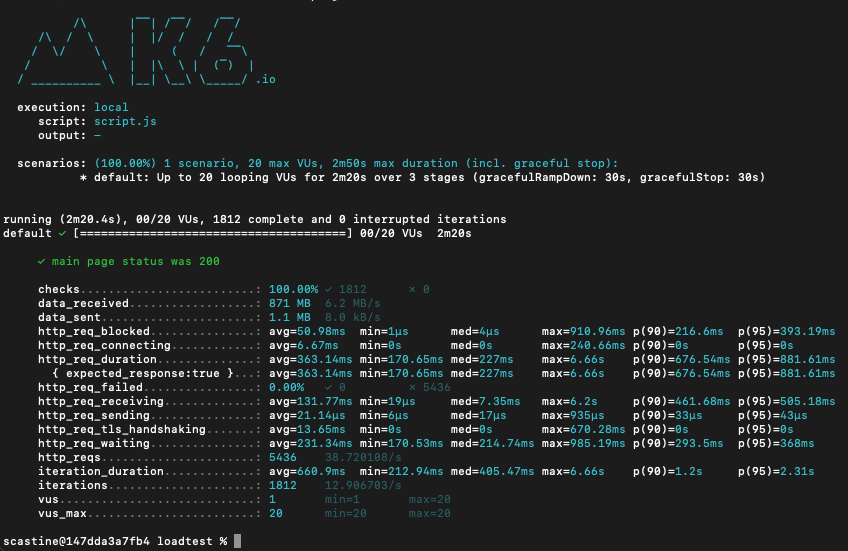 .io
execution: local
script: script.js
output: -
scenarios: (100.00%) 1 scenario, 20 max VUs, 2m50s max duration (incl. graceful stop):
* default: Up to 20 looping VUs for 2m20s over 3 stages (gracefulRampDown: 30s, gracefulStop: 30s)
running (2m20.4s), 00/20 VUs, 1812 complete and 0 interrupted iterations
default ✓ [======================================] 00/20 VUs  2m20s
✓ main page status was 200
checks.........................: 100.00% ✓ 1812      ✗ 0
data_received..................: 871 MB  6.2 MB/s
data_sent......................: 1.1 MB  8.0 kB/s
http_req_blocked...............: avg=50.98ms  min=1µs      med=4µs      max=910.96ms p(90)=216.6ms  p(95)=393.19ms
http_req_connecting............: avg=6.67ms   min=0s       med=0s       max=240.66ms p(90)=0s       p(95)=0s
http_req_duration..............: avg=363.14ms min=170.65ms med=227ms    max=6.66s    p(90)=676.54ms p(95)=881.61ms
{ expected_response:true }...: avg=363.14ms min=170.65ms med=227ms    max=6.66s    p(90)=676.54ms p(95)=881.61ms
http_req_failed................: 0.00%   ✓ 0         ✗ 5436
http_req_receiving.............: avg=131.77ms min=19µs     med=7.35ms   max=6.2s     p(90)=461.68ms p(95)=505.18ms
http_req_sending...............: avg=21.14µs  min=6µs      med=17µs     max=935µs    p(90)=33µs     p(95)=43µs
http_req_tls_handshaking.......: avg=13.65ms  min=0s       med=0s       max=670.28ms p(90)=0s       p(95)=0s
http_req_waiting...............: avg=231.34ms min=170.53ms med=214.74ms max=985.19ms p(90)=293.5ms  p(95)=368ms
http_reqs......................: 5436    38.720108/s
iteration_duration.............: avg=660.9ms  min=212.94ms med=405.47ms max=6.66s    p(90)=1.2s     p(95)=2.31s
iterations.....................: 1812    12.906703/s
vus............................: 1       min=1       max=20
vus_max........................: 20      min=20      max=20
scastine@147dda3a7fb4 loadtest %